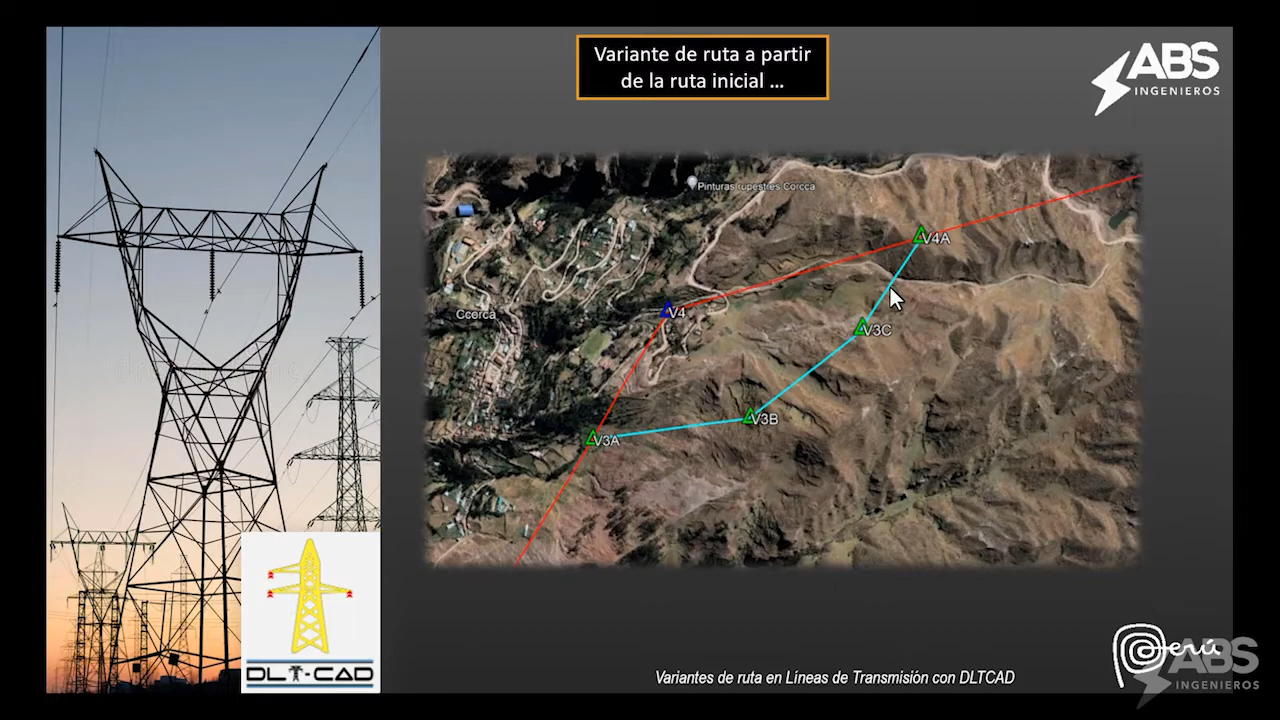 Variante de ruta a partir
de la ruta inicial ...
ABS
INGENIEROS
Pinturas rupestres Corcca
V4A
V4
Ccorca
V3C
V3B
V3A
DLT-CAD
Perú
ABS
INGENIEROS
Variantes de ruta en Líneas de Transmisión con DLTCAD